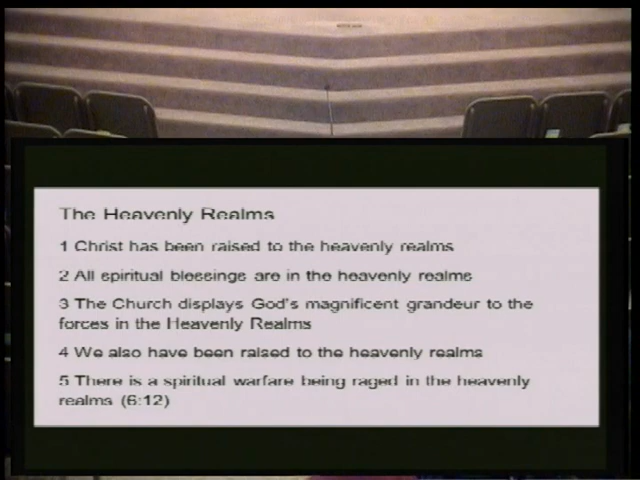 The Heavenly Realms
1 Christ has been raised to the heavenly realms
2 All spiritual blessings are in the heavenly realms
3 The Church displays God's magnificent grandeur to the
forces in the Heavenly Realms
4 We also have been raised to the heavenly realms
5 There is a spiritual warfare being raged in the heavenly
realms (6:12)